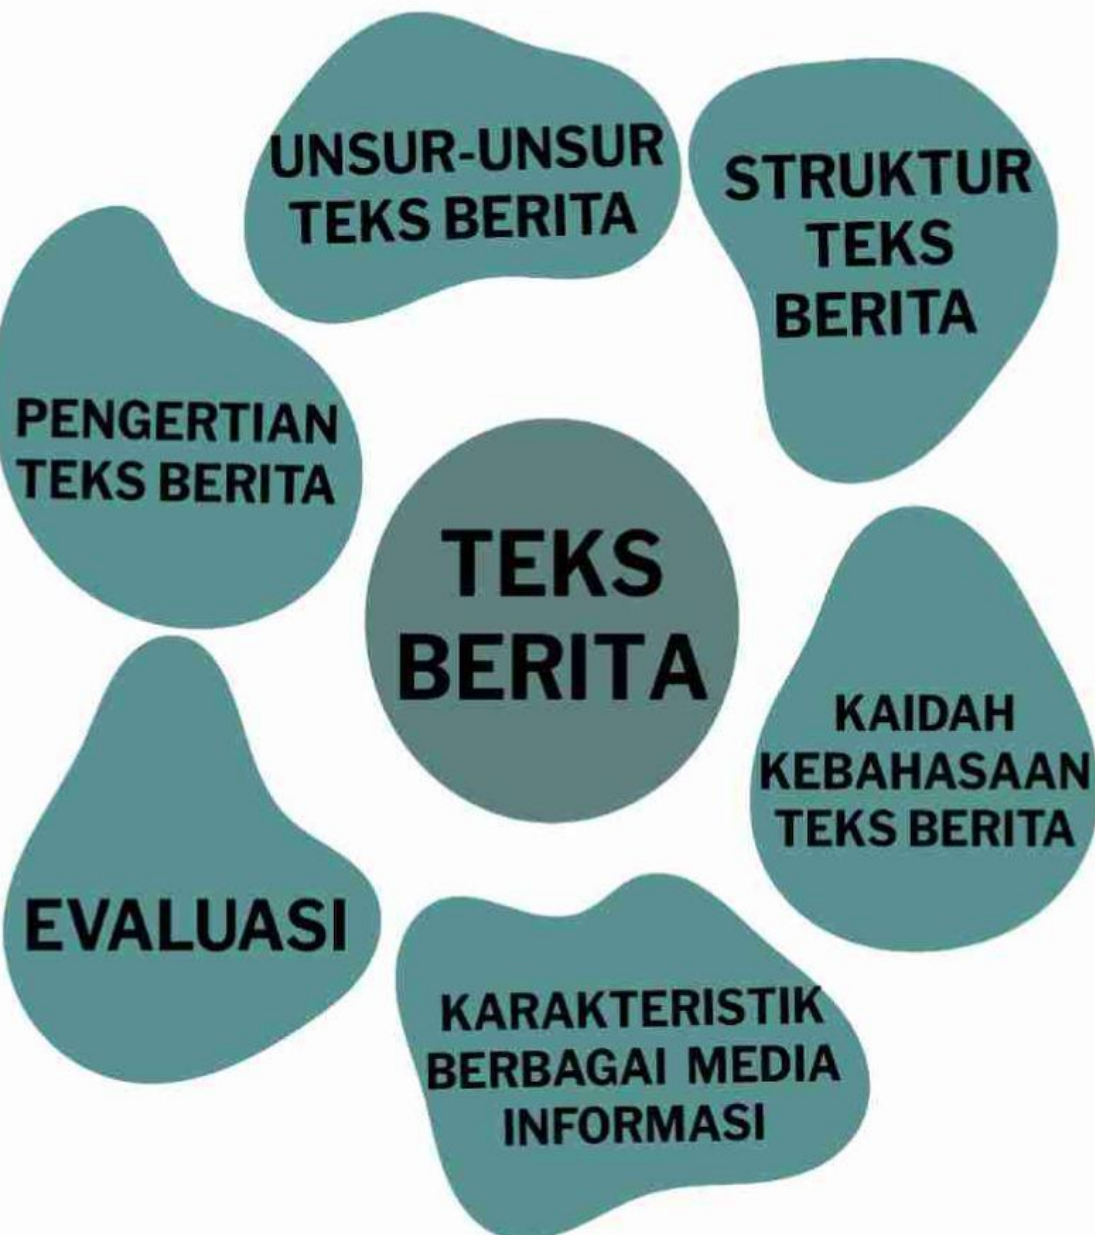 UNSUR-UNSUR
TEKS BERITA
STRUKTUR
TEKS
BERITA
PENGERTIAN
TEKS BERITA
TEKS
BERITA
KAIDAH
KEBAHASAAN
TEKS BERITA
EVALUASI
KARAKTERISTIK
BERBAGAI MEDIA
INFORMASI